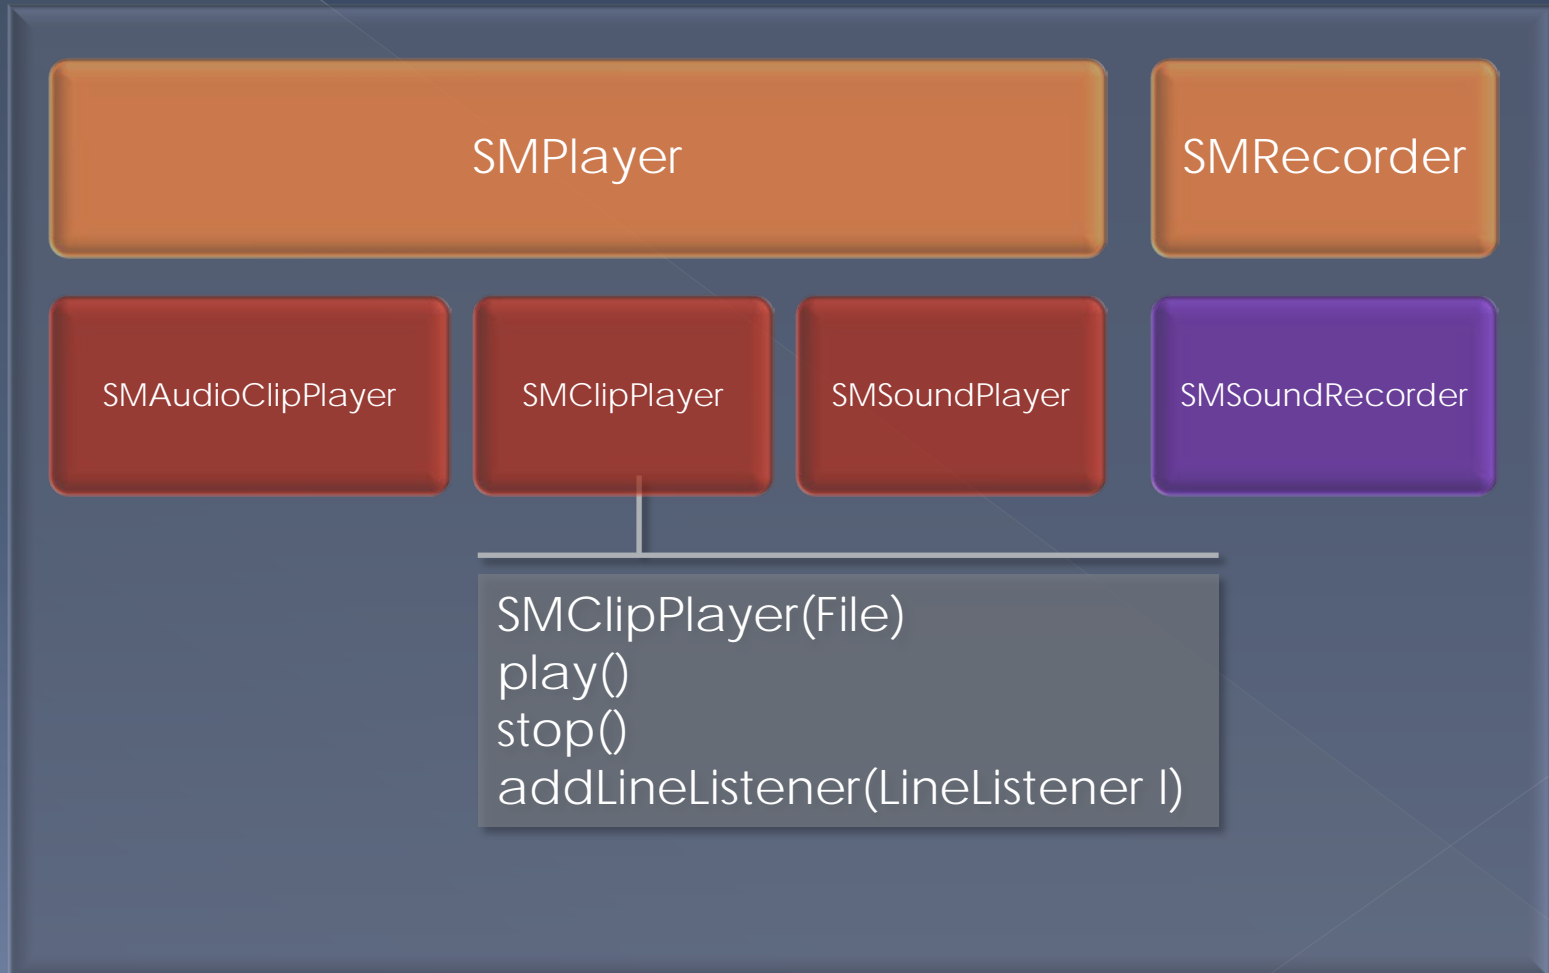 SMPlayer
SMRecorder
SMAudioClipPlayer
SMClipPlayer
SMSoundPlayer
SMSoundRecorder
SMClipPlayer(File)
play()
stop()
addLineListener(LineListener l)